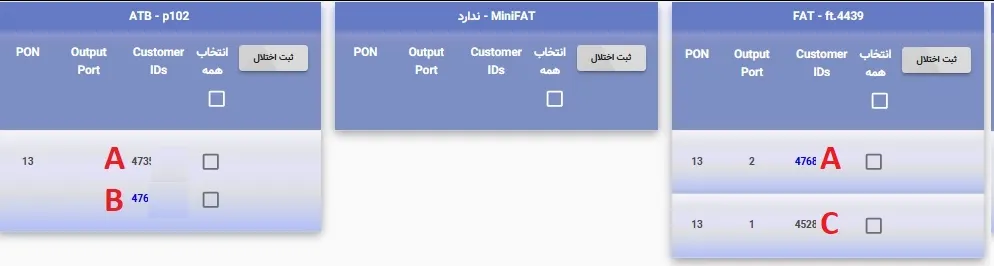 ATB - p102
PON
Output Port
Customer IDs
انتخاب همه
ثبت اختلال
13
A
4735
B
476
MiniFAT - ندارد
PON
Output Port
Customer IDs
انتخاب همه
ثبت اختلال
FAT - ft.4439
PON
Output Port
Customer IDs
انتخاب همه
ثبت اختلال
13
2
4768
A
13
1
4528
C